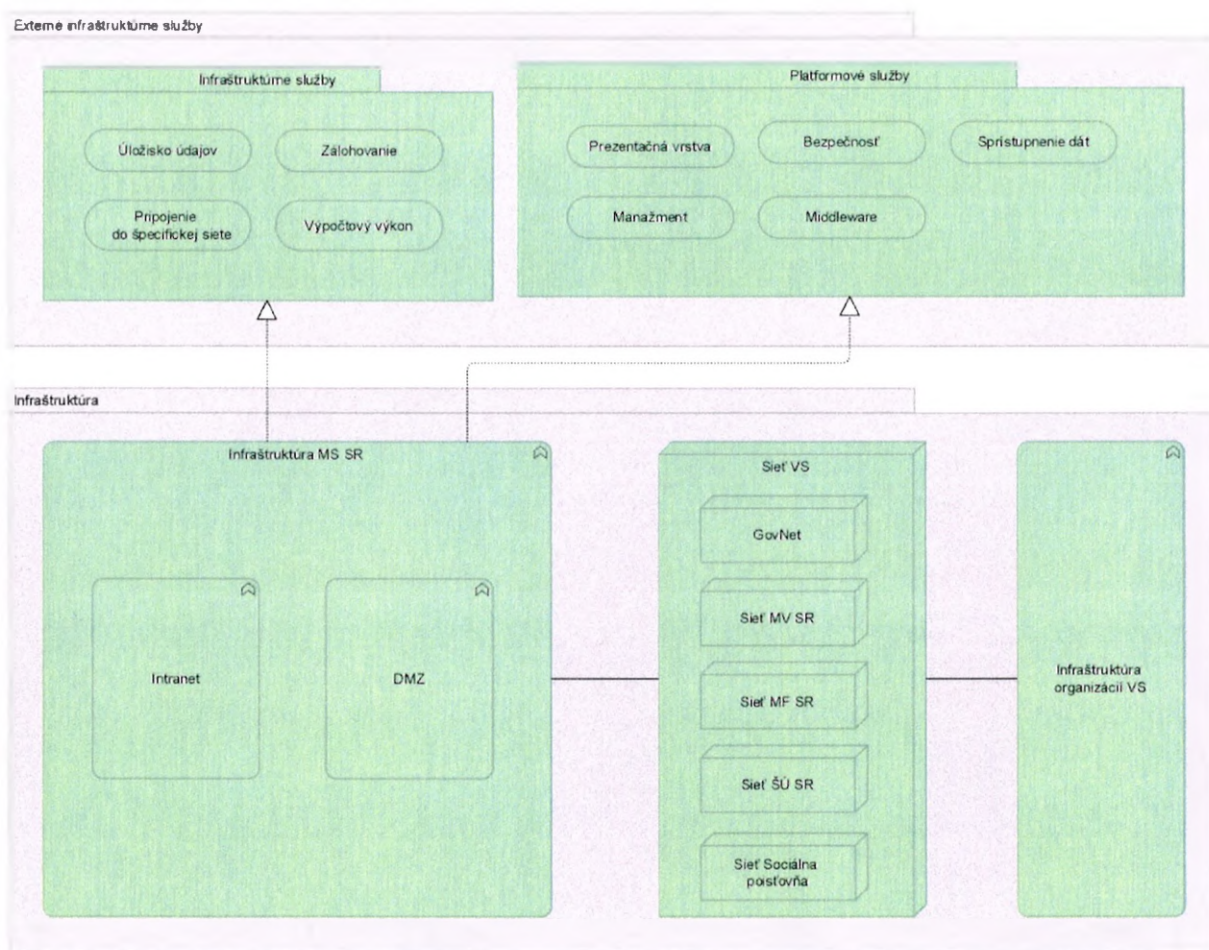 Externé infraštruktúrne služby
Infraštruktúrne služby
Platformové služby
Úložisko údajov
Zálohovanie
Pripojenie
do špecifickej siete
Výpočtový výkon
Prezentačná vrstva
Bezpečnosť
Sprístupnenie dát
Manažment
Middleware
Infraštruktúra
Infraštruktúra MS SR
Intranet
DMZ
Sieť VS
GovNet
Sieť MV SR
Sieť MF SR
Sieť ŠÚ SR
Sieť Sociálna
poisťovňa
Infraštruktúra
organizácií VS